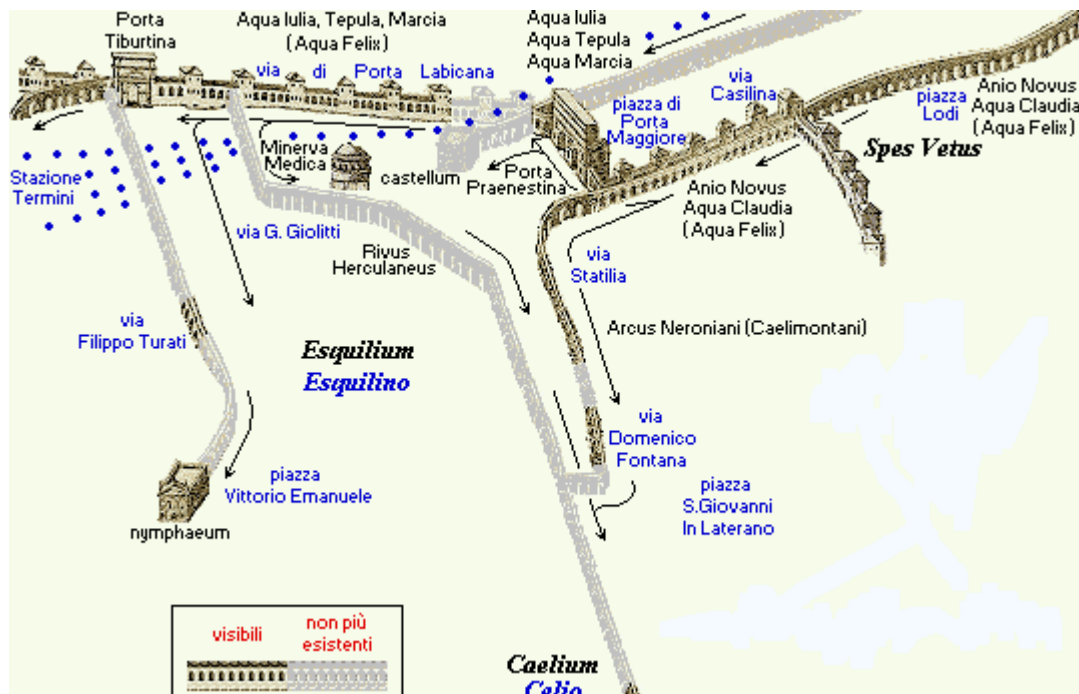 Porta
Tiburtina
Aqua Iulia, Tepula, Marcia
(Aqua Felix)
via di Porta Labicana
Aqua Iulia
Aqua Tepula
Aqua Marcia
via
Casilina
piazza di
Porta
Maggiore
piazza
Lodi
Anio Novus
Aqua Claudia
(Aqua Felix)
Spes Vetus
Minerva
Medica
castellum
Porta
Praenestina
Stazione
Termini
Anio Novus
Aqua Claudia
(Aqua Felix)
via G. Giolitti
Rivus
Herculaneus
via
Statilia
via
Filippo Turati
Arcus Neroniani (Caelimontani)
Esquilium
Esquilino
via
Domenico
Fontana
piazza
Vittorio Emanuele
piazza
S.Giovanni
In Laterano
nymphaeum
visibili
non più
esistenti
Caelium
Celio